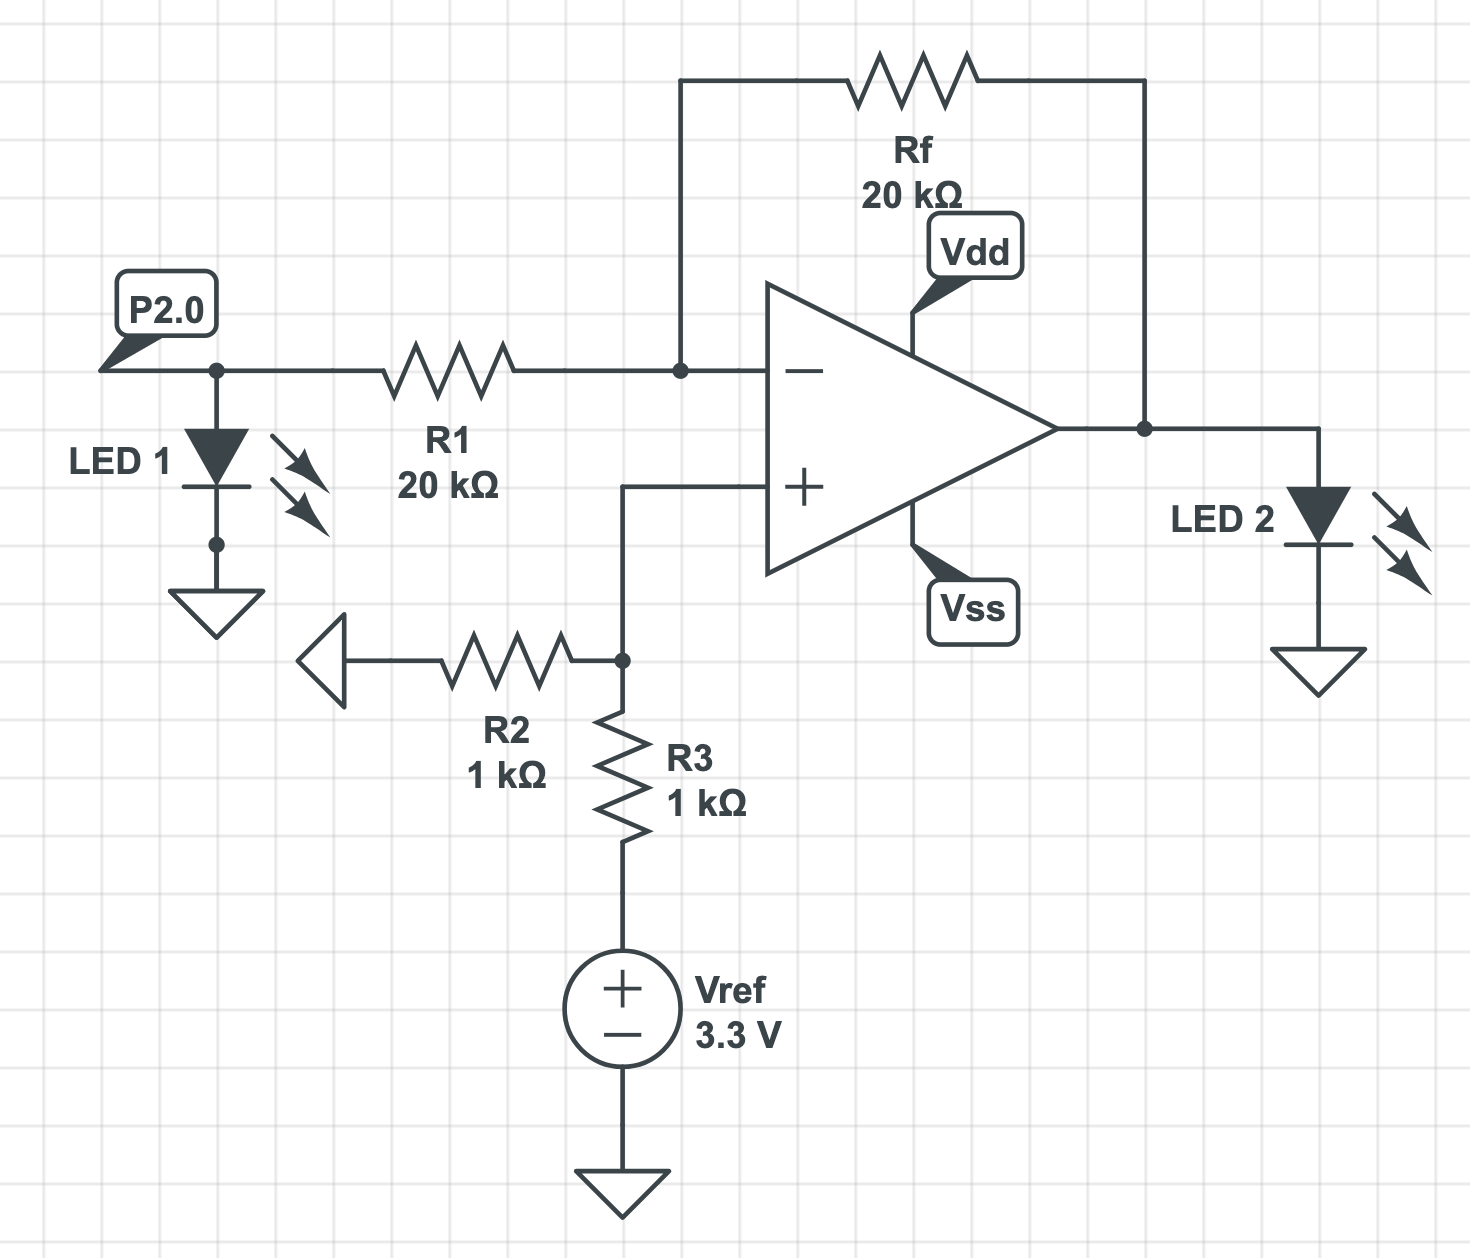 Rf
20 kΩ
Vdd
P2.0
R1
20 kΩ
LED 1
LED 2
Vss
R2
1 kΩ
R3
1 kΩ
Vref
3.3 V